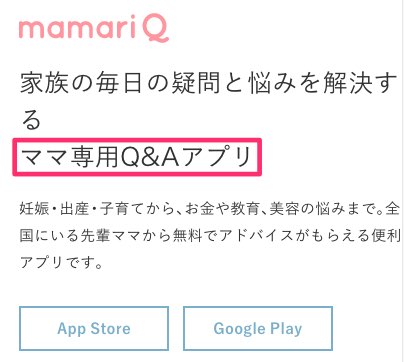 mamari Q
家族の毎日の疑問と悩みを解決す
る
ママ専用Q&Aアプリ
妊娠・出産・子育てから、お金や教育、美容の悩みまで。全
国にいる先輩ママから無料でアドバイスがもらえる便利
アプリです。
App Store
Google Play